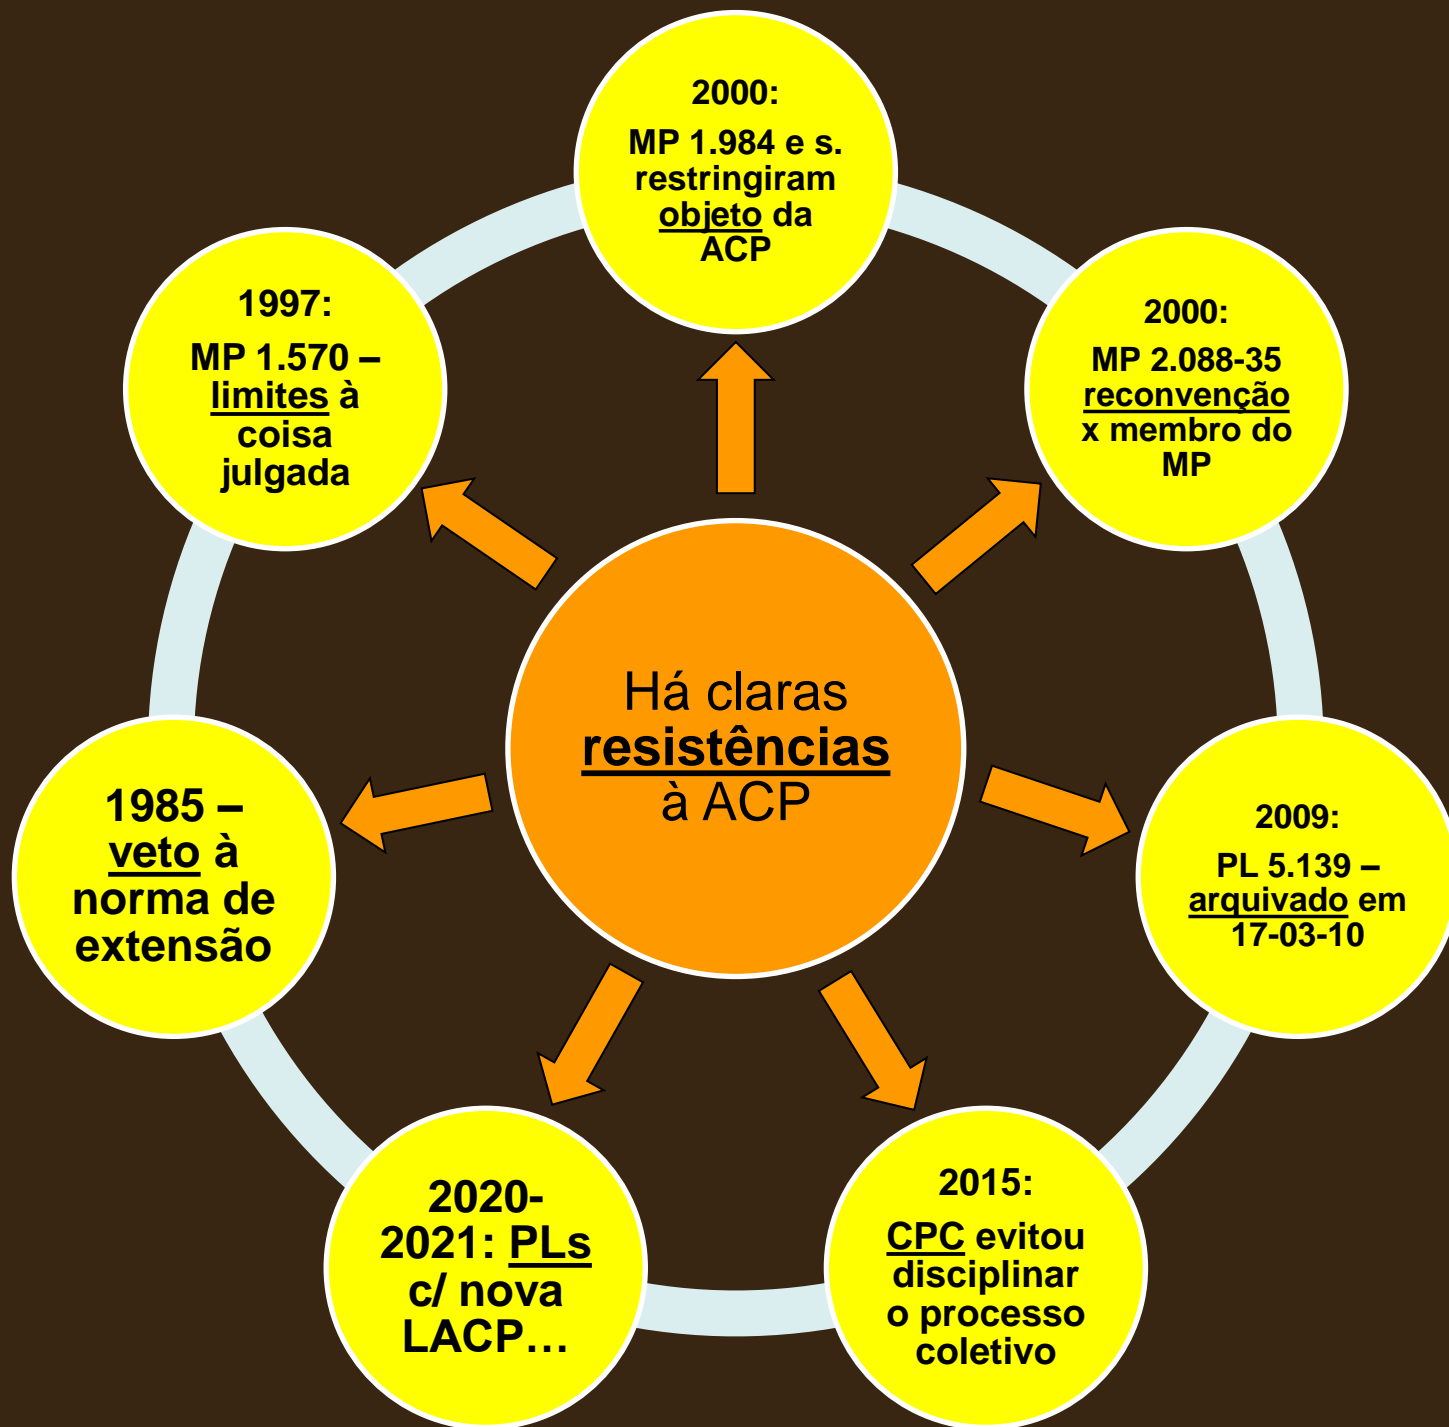 2000:
MP 1.984 e s.
restringiram
objeto da
ACP
2000:
MP 2.088-35
reconvenção
x membro do
MP
2009:
PL 5.139 –
arquivado em
17-03-10
2015:
CPC evitou
disciplinar
o processo
coletivo
2020-
2021: PLs
c/ nova
LACP…
1985 –
veto à
norma de
extensão
1997:
MP 1.570 –
limites à
coisa
julgada
Há claras
resistências
à ACP